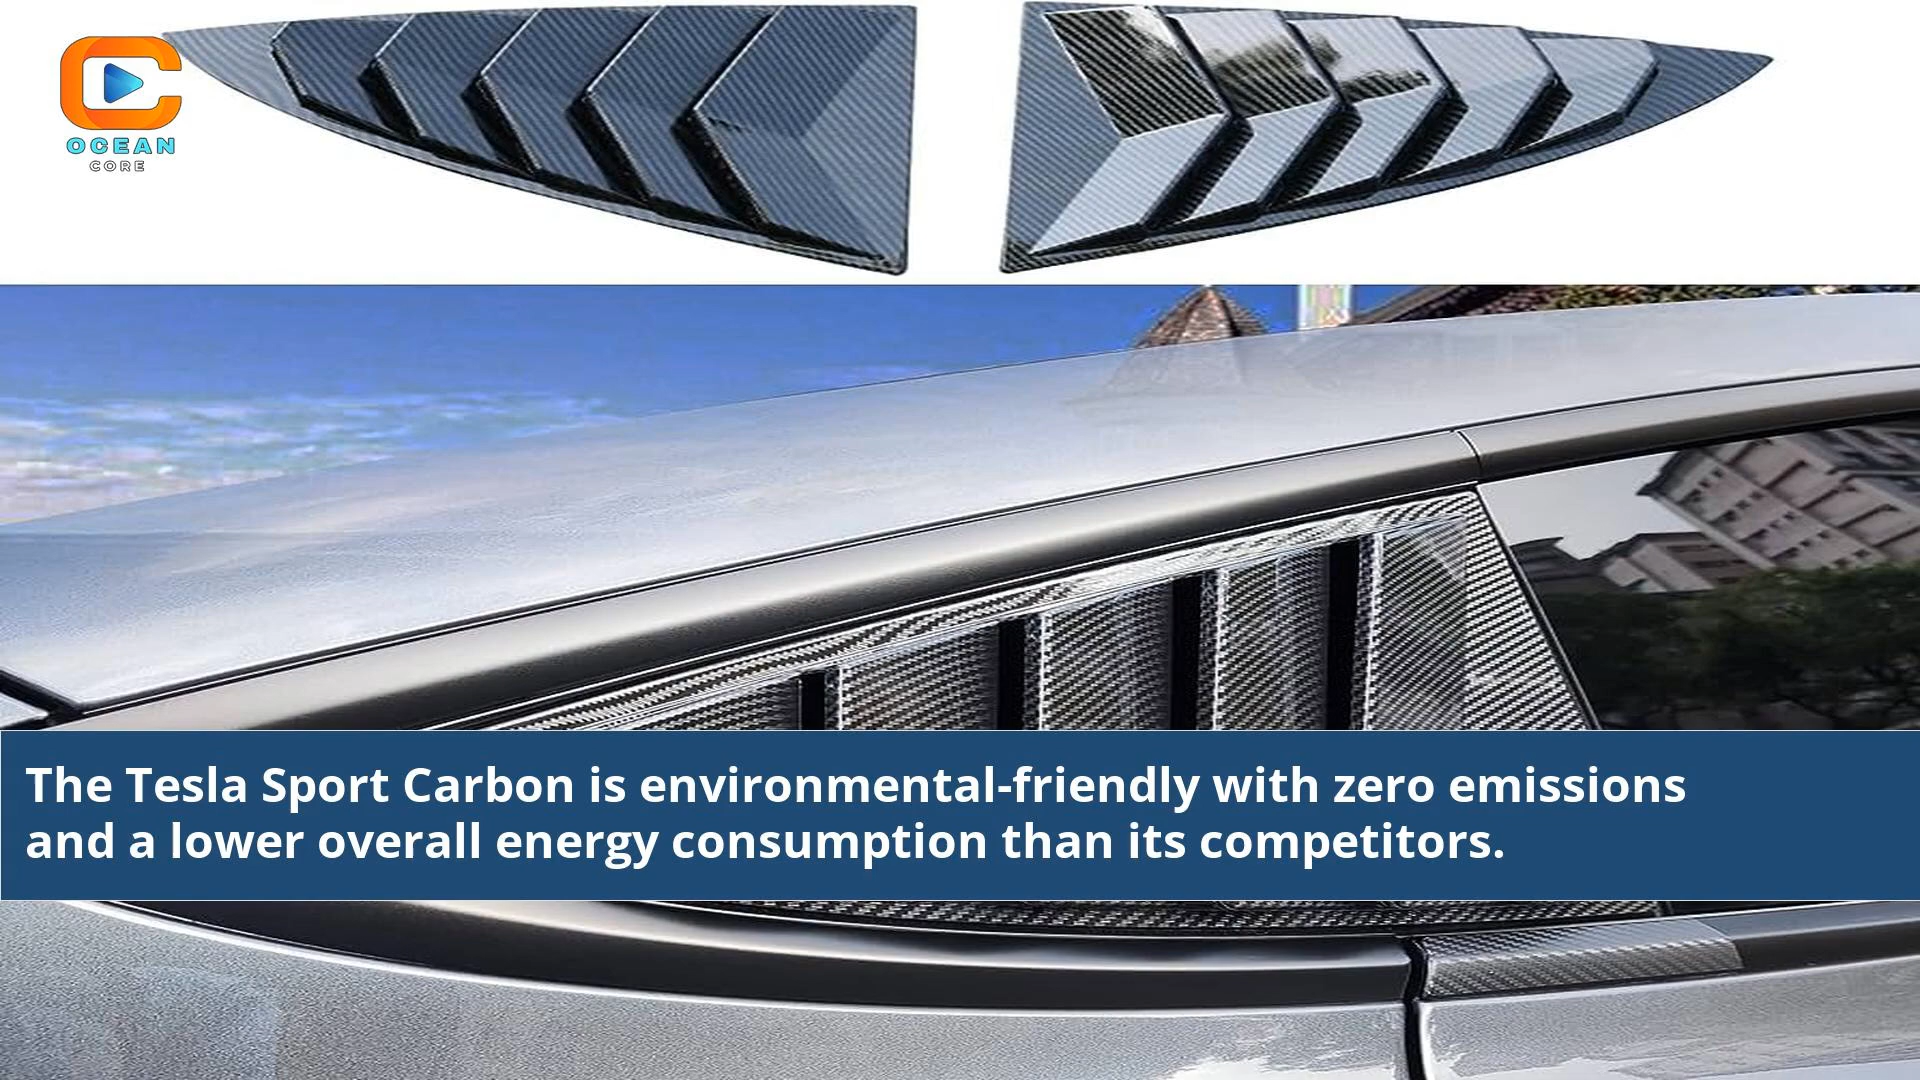 OCEAN
CORE
The Tesla Sport Carbon is environmental-friendly with zero emissions
and a lower overall energy consumption than its competitors.